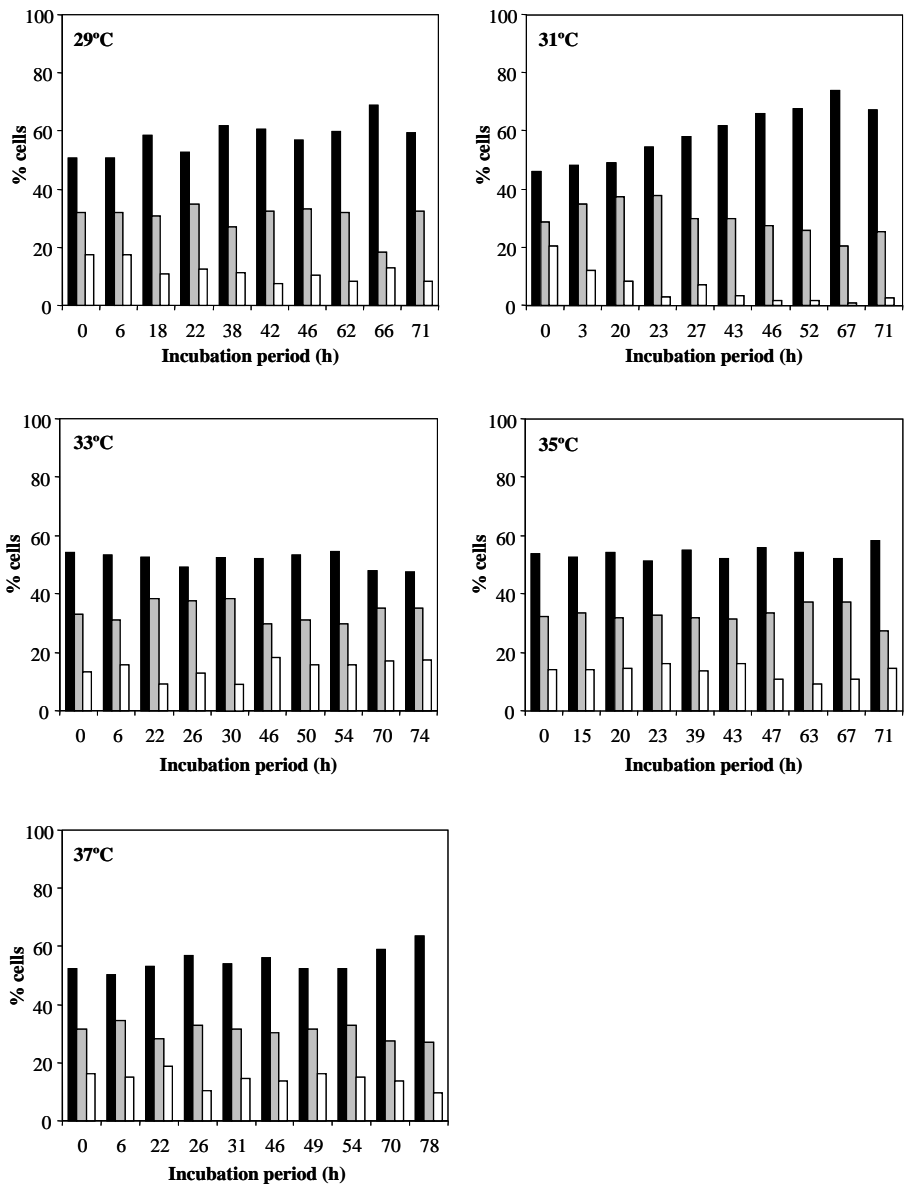 29ºC
100
80
60
40
20
0
% cells
0 6 18 22 38 42 46 62 66 71
Incubation period (h)
31ºC
100
80
60
40
20
0
% cells
0 3 20 23 27 43 46 52 67 71
Incubation period (h)
33ºC
100
80
60
40
20
0
% cells
0 6 22 26 30 46 50 54 70 74
Incubation period (h)
35ºC
100
80
60
40
20
0
% cells
0 15 20 23 39 43 47 63 67 71
Incubation period (h)
37ºC
100
80
60
40
20
0
% cells
0 6 22 26 31 46 49 54 70 78
Incubation period (h)